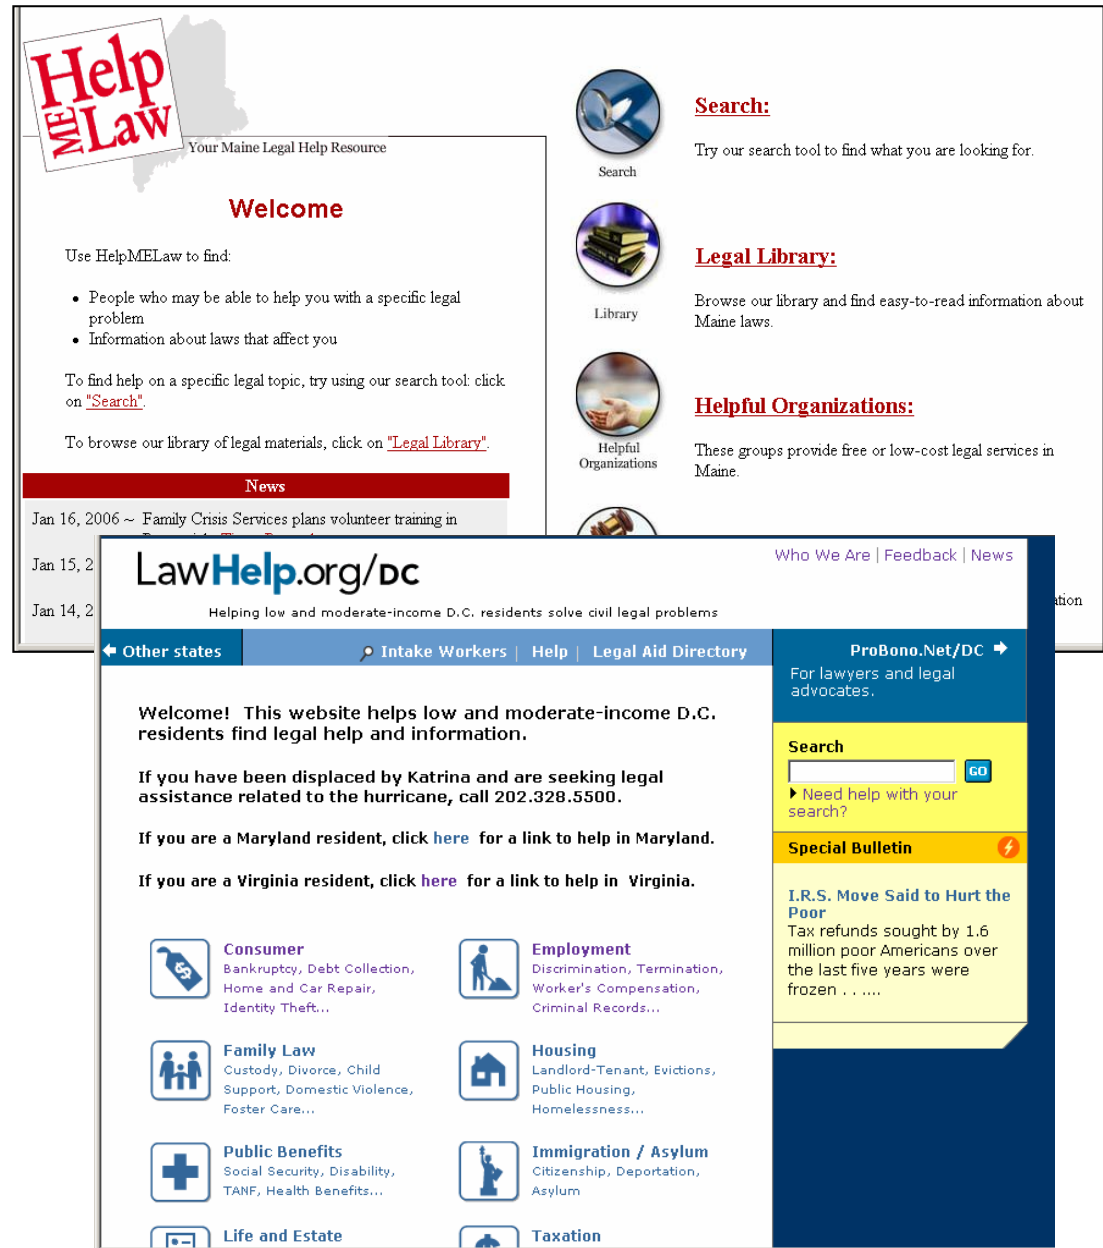 Help
ME
Law
Your Maine Legal Help Resource
Welcome
Use HelpMELaw to find:
• People who may be able to help you with a specific legal
problem
• Information about laws that affect you
To find help on a specific legal topic, try using our search tool: click
on "Search".
To browse our library of legal materials, click on "Legal Library".
News
Jan 16, 2006 ~ Family Crisis Services plans volunteer training in
Jan 15, 2
Jan 14, 2
Search
Search:
Try our search tool to find what you are looking for.
Library
Legal Library:
Browse our library and find easy-to-read information about
Maine laws.
Helpful
Organizations
Helpful Organizations:
These groups provide free or low-cost legal services in
Maine.
ation
LawHelp.org/DC
Helping low and moderate-income D.C. residents solve civil legal problems
Who We Are | Feedback | News
Other states
Intake Workers | Help | Legal Aid Directory
ProBono.Net/DC
For lawyers and legal
advocates.
Welcome! This website helps low and moderate-income D.C.
residents find legal help and information.
If you have been displaced by Katrina and are seeking legal
assistance related to the hurricane, call 202.328.5500.
If you are a Maryland resident, click here for a link to help in Maryland.
If you are a Virginia resident, click here for a link to help in Virginia.
Search
GO
Need help with your
search?
Special Bulletin
I.R.S. Move Said to Hurt the
Poor
Tax refunds sought by 1.6
million poor Americans over
the last five years were
frozen . . ....
Consumer
Bankruptcy, Debt Collection,
Home and Car Repair,
Identity Theft...
Employment
Discrimination, Termination,
Worker's Compensation,
Criminal Records...
Family Law
Custody, Divorce, Child
Support, Domestic Violence,
Foster Care...
Housing
Landlord-Tenant, Evictions,
Public Housing,
Homelessness...
Public Benefits
Social Security, Disability,
TANF, Health Benefits...
Immigration / Asylum
Citizenship, Deportation,
Asylum
Life and Estate
Taxation